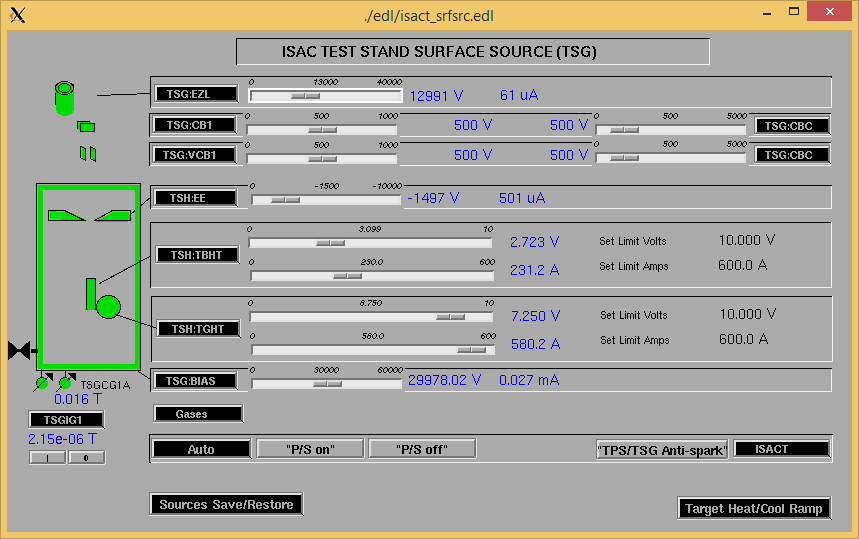 ./edl/isact_srfsrc.edl
ISAC TEST STAND SURFACE SOURCE (TSG)
0 13000 40000
TSG:EZL 12991 V 61 uA
0 500 1000 0 500 5000
TSG:CB1 500 V 500 V TSG:CBC
0 500 1000 0 500 5000
TSG:VCB1 500 V 500 V TSG:CBC
0 -1500 -10000
TSH:EE -1497 V 501 uA
0 3.099 10
2.723 V Set Limit Volts 10.000 V
TSH:TBHT
0 230.0 600
231.2 A Set Limit Amps 600.0 A
0 8.750 10
7.250 V Set Limit Volts 10.000 V
TSH:TGHT
0 580.0 600
580.2 A Set Limit Amps 600.0 A
0 30000 60000
TSG:BIAS 29978.02 V 0.027 mA
TSGCG1A
0.016 T
Gases
TSGIG1
2.15e-06 T
I 0
Auto "P/S on" "P/S off" "TPS/TSG Anti-spark" ISACT
Sources Save/Restore
Target Heat/Cool Ramp